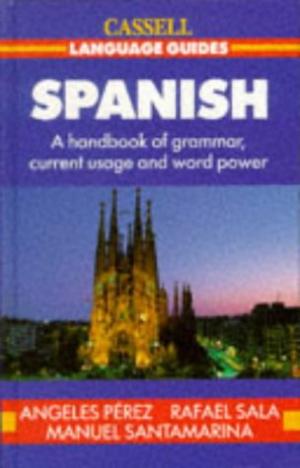 CASSELL
LANGUAGE GUIDES
SPANISH
A handbook of grammar,
current usage and word power
ANGELES PÉREZ RAFAEL SALA
MANUEL SANTAMARINA